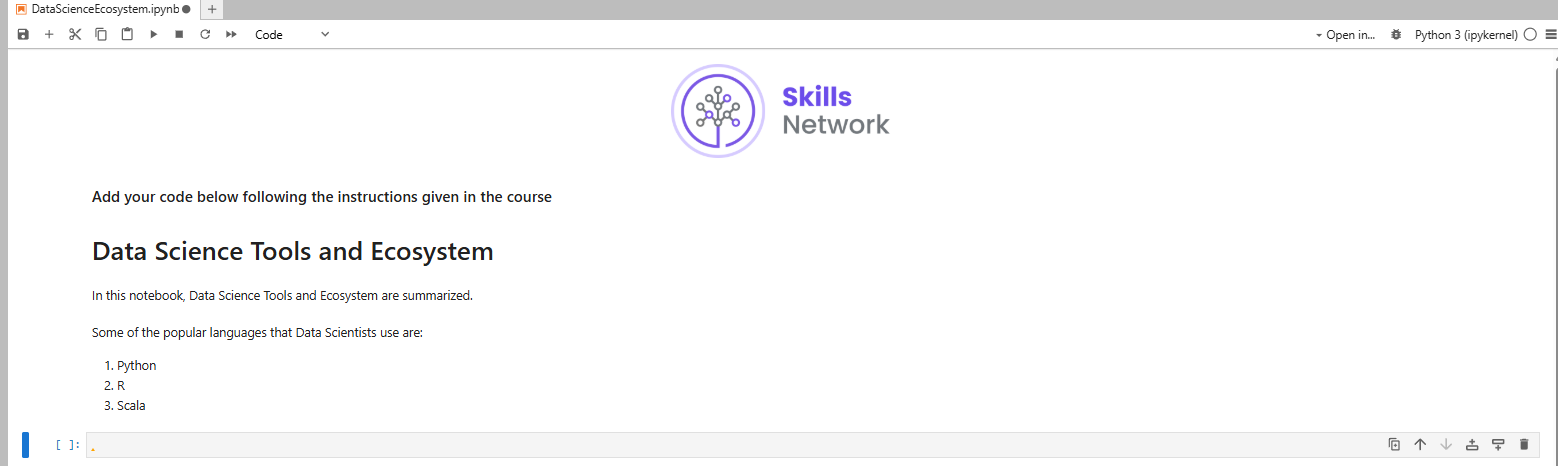 DataScienceEcosystem.ipynb
Code
Open in...
Python 3 (ipykernel)
Skills
Network
Add your code below following the instructions given in the course
Data Science Tools and Ecosystem
In this notebook, Data Science Tools and Ecosystem are summarized.
Some of the popular languages that Data Scientists use are:
1. Python
2. R
3. Scala
[ ]: